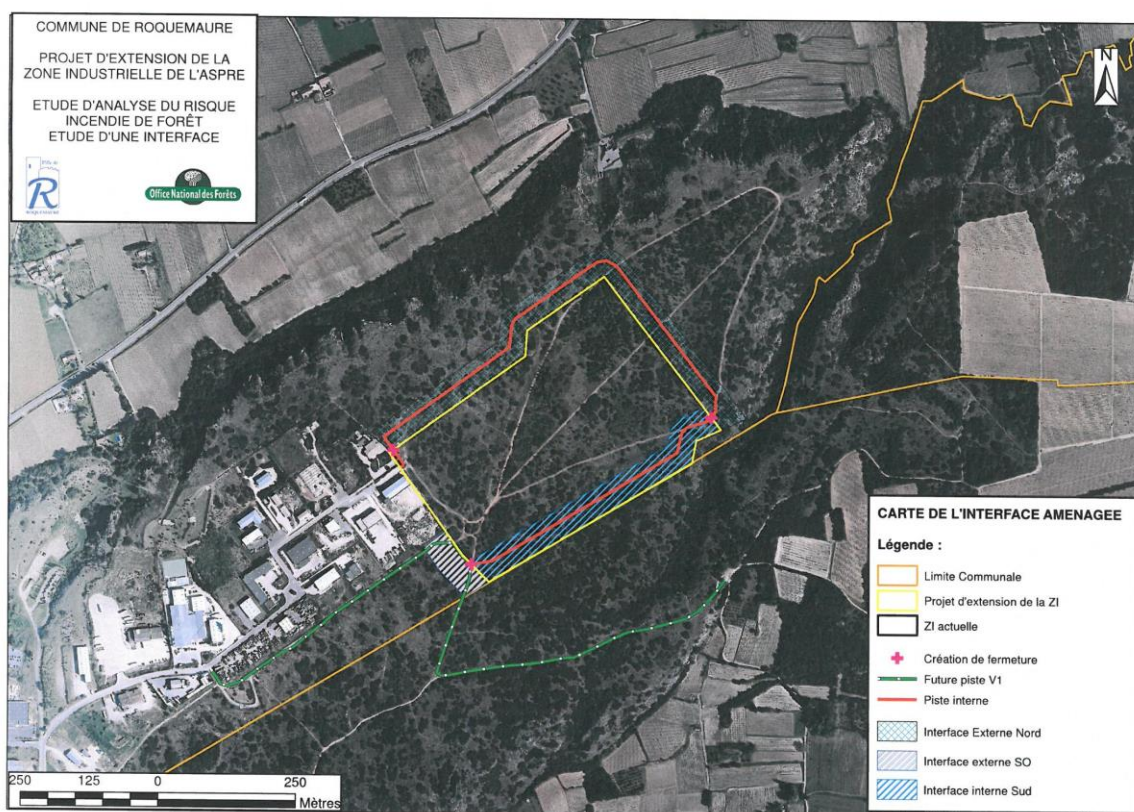 COMMUNE DE ROQUEMAURE
PROJET D'EXTENSION DE LA
ZONE INDUSTRIELLE DE L'ASPRE
ETUDE D'ANALYSE DU RISQUE
INCENDIE DE FORÊT
ETUDE D'UNE INTERFACE
R
Office National des Forêts
N
CARTE DE L'INTERFACE AMENAGEE
Légende :
Limite Communale
Projet d'extension de la ZI
ZI actuelle
Création de fermeture
Future piste V1
Piste interne
Interface Externe Nord
Interface externe SO
Interface interne Sud
250 125 0 250
Mètres